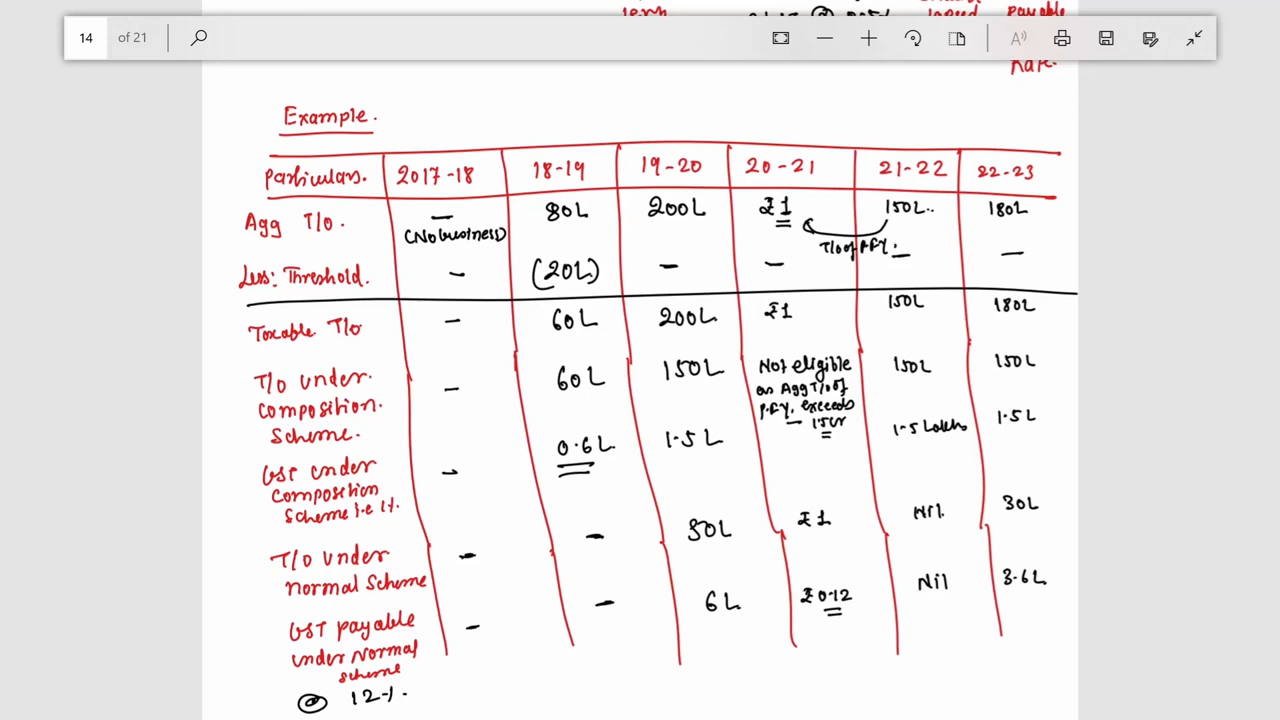 14 of 21
payable
Rate.
Example.
Particulars. 2017-18 18-19 19-20 20-21 21-22 22-23
Agg T/O. — 80L 200L ₹1 150L.. 180L
(No business) T/O of P.F.Y.
Less: Threshold. - (20L) - - - -
Taxable T/O - 60L 200L ₹1 150L 180L
T/O under - 60L 150L Not eligible 150L 150L
composition as Agg T/O of
scheme. P.F.Y. exceeds
1.5cr
GST under - 0.6L 1.5L 1.5 Lakhs 1.5L
composition
scheme i.e 1%.
T/O under - - 50L ₹1 Nil 30L
Normal Scheme
GST payable - - 6L ₹0.12 Nil 3.6L
under Normal
scheme
@ 12%.